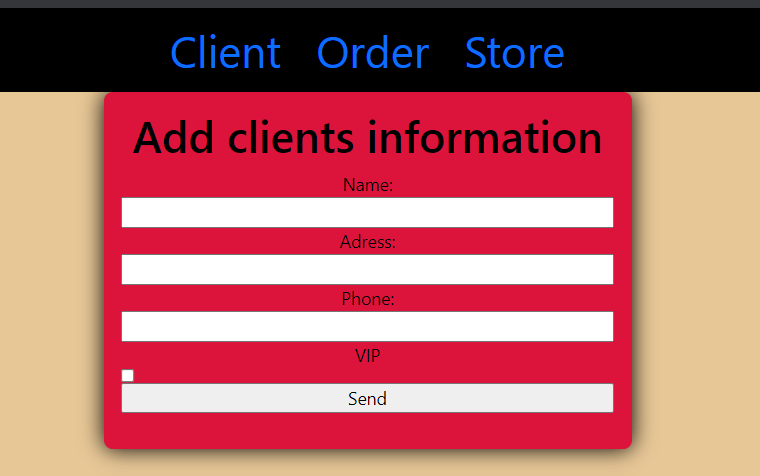 Client Order Store
Add clients information
Name:
Adress:
Phone:
VIP
Send